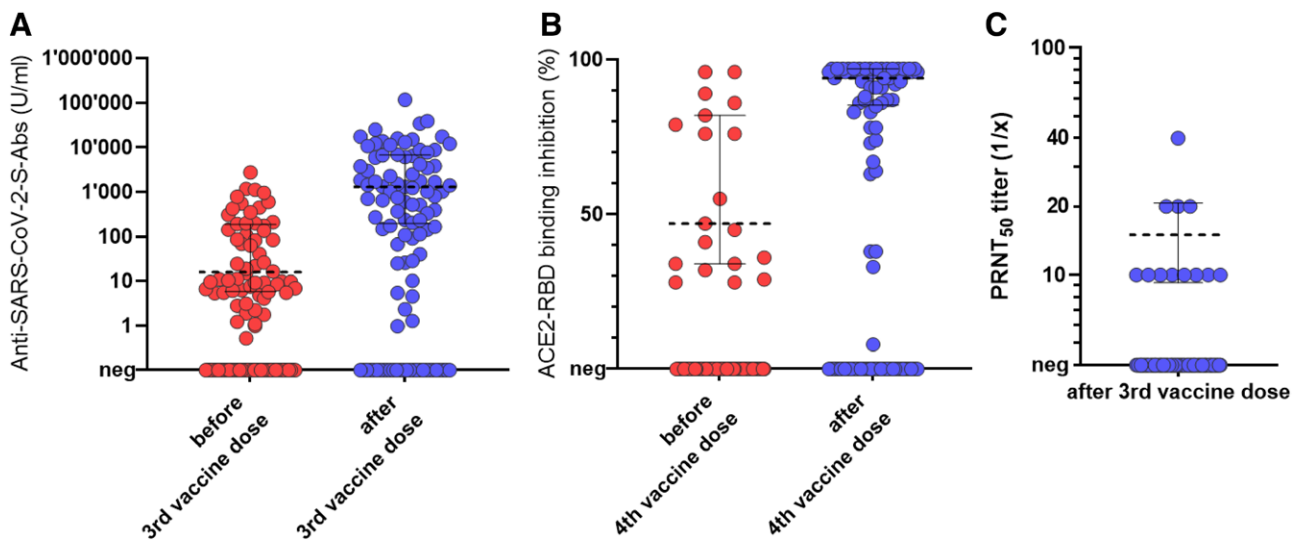 A
Anti-SARS-CoV-2-S-Abs (U/ml)
1'000'000
100'000
10'000
1'000
100
10
1
neg
before
3rd vaccine dose
after
3rd vaccine dose
B
ACE2-RBD binding inhibition (%)
100
50
neg
before
4th vaccine dose
after
4th vaccine dose
C
PRNT50 titer (1/x)
100
40
20
10
neg
after 3rd vaccine dose